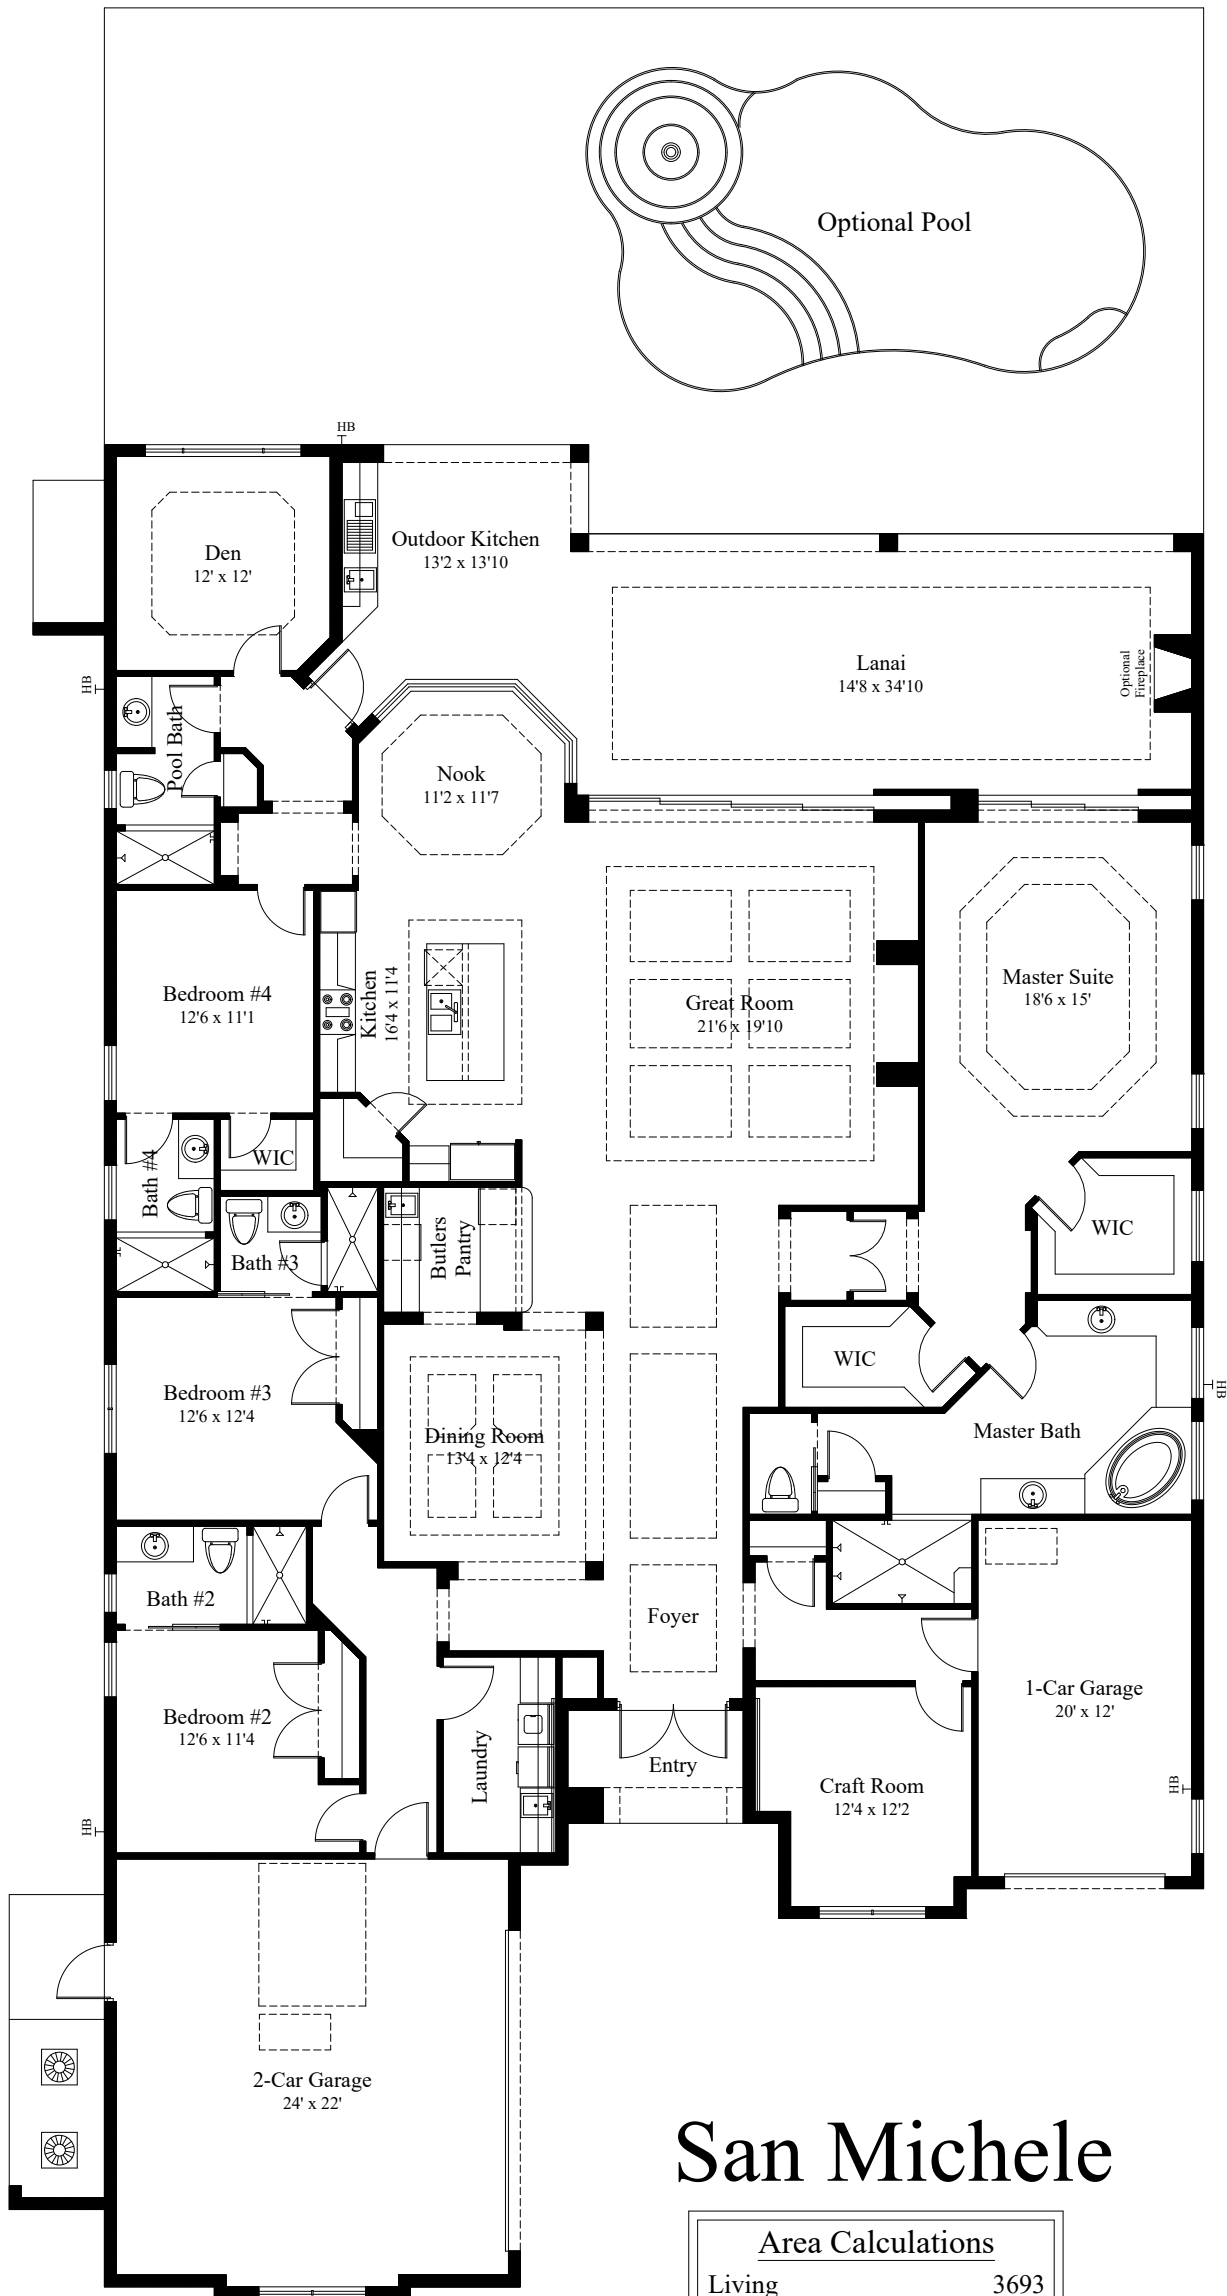 Optional Pool
HB
Outdoor Kitchen
13'2 x 13'10
Den
12' x 12'
Lanai
14'8 x 34'10
Optional
Fireplace
HB
Pool Bath
Nook
11'2 x 11'7
Master Suite
18'6 x 15'
Bedroom #4
12'6 x 11'1
Kitchen
16'4 x 11'4
Great Room
21'6 x 19'10
WIC
Bath #4
Butlers
Pantry
WIC
Bath #3
WIC
HB
Bedroom #3
12'6 x 12'4
Dining Room
13'4 x 12'4
Master Bath
Bath #2
Foyer
1-Car Garage
20' x 12'
Bedroom #2
12'6 x 11'4
Laundry
Entry
Craft Room
12'4 x 12'2
HB
HB
2-Car Garage
24' x 22'
San Michele
Area Calculations
Living 3693